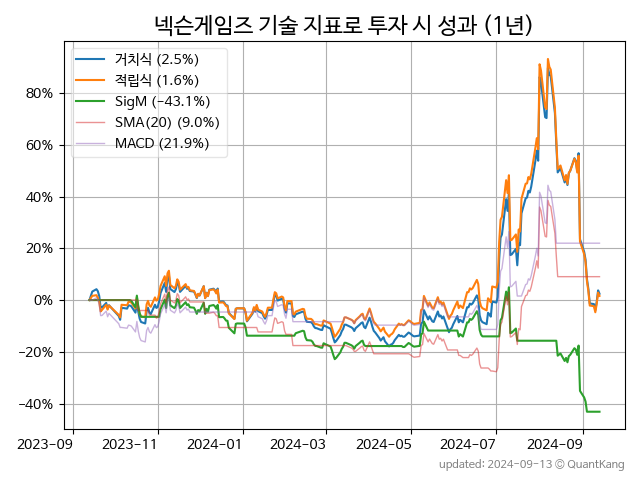 넥슨게임즈 기술 지표로 투자 시 성과 (1년)
거치식 (2.5%)
적립식 (1.6%)
SigM (−43.1%)
SMA(20) (9.0%)
MACD (21.9%)
80%
60%
40%
20%
0%
−20%
−40%
2023-09
2023-11
2024-01
2024-03
2024-05
2024-07
2024-09
updated: 2024-09-13 © QuantKang